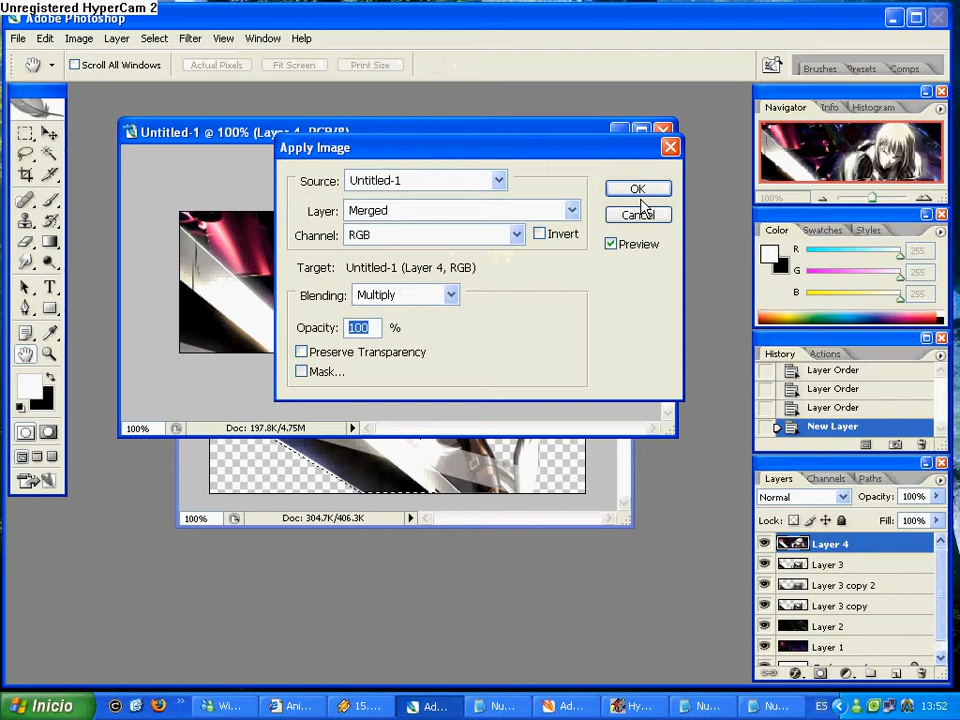 Unregistered HyperCam 2
Adobe Photoshop
File Edit Image Layer Select Filter View Window Help
Scroll All Windows Actual Pixels Fit Screen Print Size Brushes Presets Comps
Navigator Info Histogram
100%
Color Swatches Styles
R 255
G 255
B 255
History Actions
Layer Order
Layer Order
Layer Order
New Layer
Layers Channels Paths
Normal Opacity: 100%
Lock: Fill: 100%
Layer 4
Layer 3
Layer 3 copy 2
Layer 3 copy
Layer 2
Layer 1
Untitled-1 @ 100% (Layer 4, RGB/8)
100% Doc: 197.8K/4.75M
100% Doc: 304.7K/406.3K
Apply Image
Source: Untitled-1
Layer: Merged
Channel: RGB Invert
Target: Untitled-1 (Layer 4, RGB)
Blending: Multiply
Opacity: 100 %
Preserve Transparency
Mask...
OK
Cancel
Preview
Inicio Wi... Ani... 15.... Ad... Nu... Ad... Hy... Nu... Nu... ES 13:52